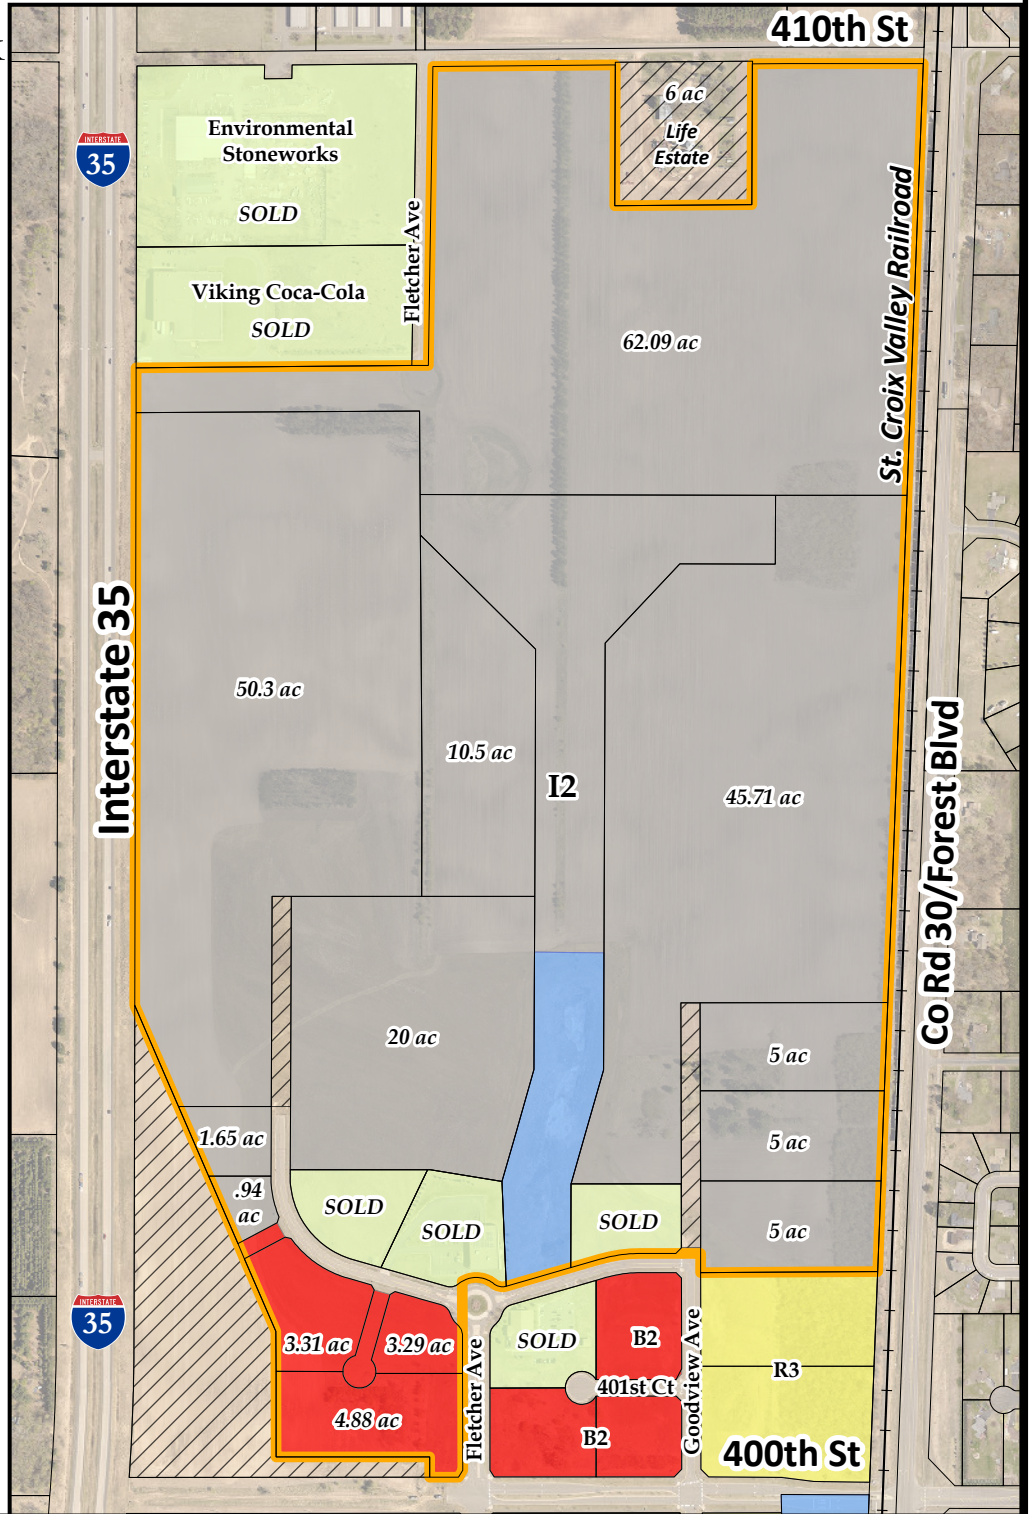 410th St
6 ac
Life
Estate
Environmental
Stoneworks
SOLD
INTERSTATE
35
Fletcher Ave
Viking Coca-Cola
SOLD
St. Croix Valley Railroad
62.09 ac
Interstate 35
50.3 ac
10.5 ac
I2
45.71 ac
Co Rd 30/Forest Blvd
20 ac
5 ac
1.65 ac
5 ac
.94
ac
SOLD
SOLD
SOLD
5 ac
INTERSTATE
35
3.31 ac
3.29 ac
Fletcher Ave
SOLD
B2
Goodview Ave
R3
401st Ct
4.88 ac
B2
400th St